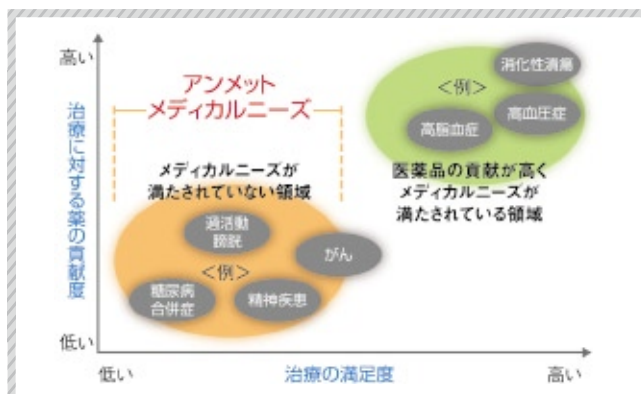 高い
治療に対する薬の貢献度
低い
アンメット
メディカルニーズ
メディカルニーズが
満たされていない領域
過活動
膀胱
がん
<例>
糖尿病
合併症
精神疾患
消化性潰瘍
<例>
高血圧症
高脂血症
医薬品の貢献が高く
メディカルニーズが
満たされている領域
低い
治療の満足度
高い